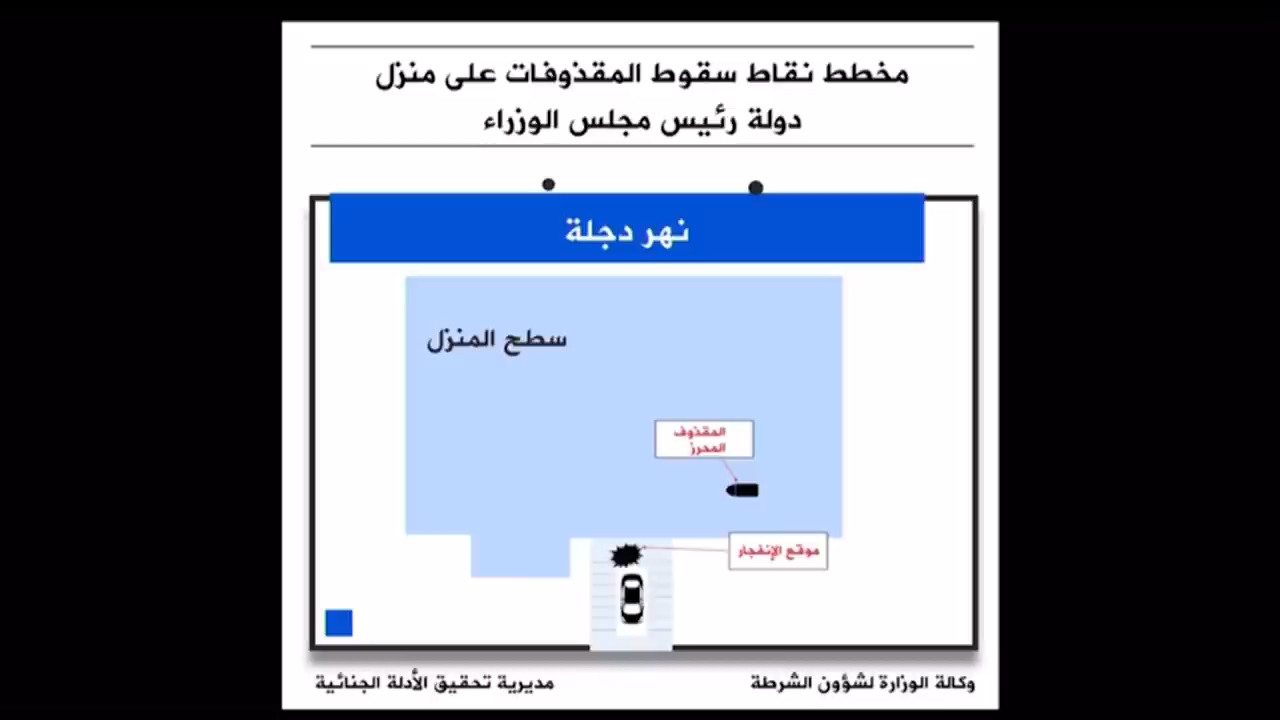 مخطط نقاط سقوط المقذوفات على منزل
دولة رئيس مجلس الوزراء
نهر دجلة
سطح المنزل
المقذوف
المحرز
موقع الإنفجار
وكالة الوزارة لشؤون الشرطة
مديرية تحقيق الأدلة الجنائية